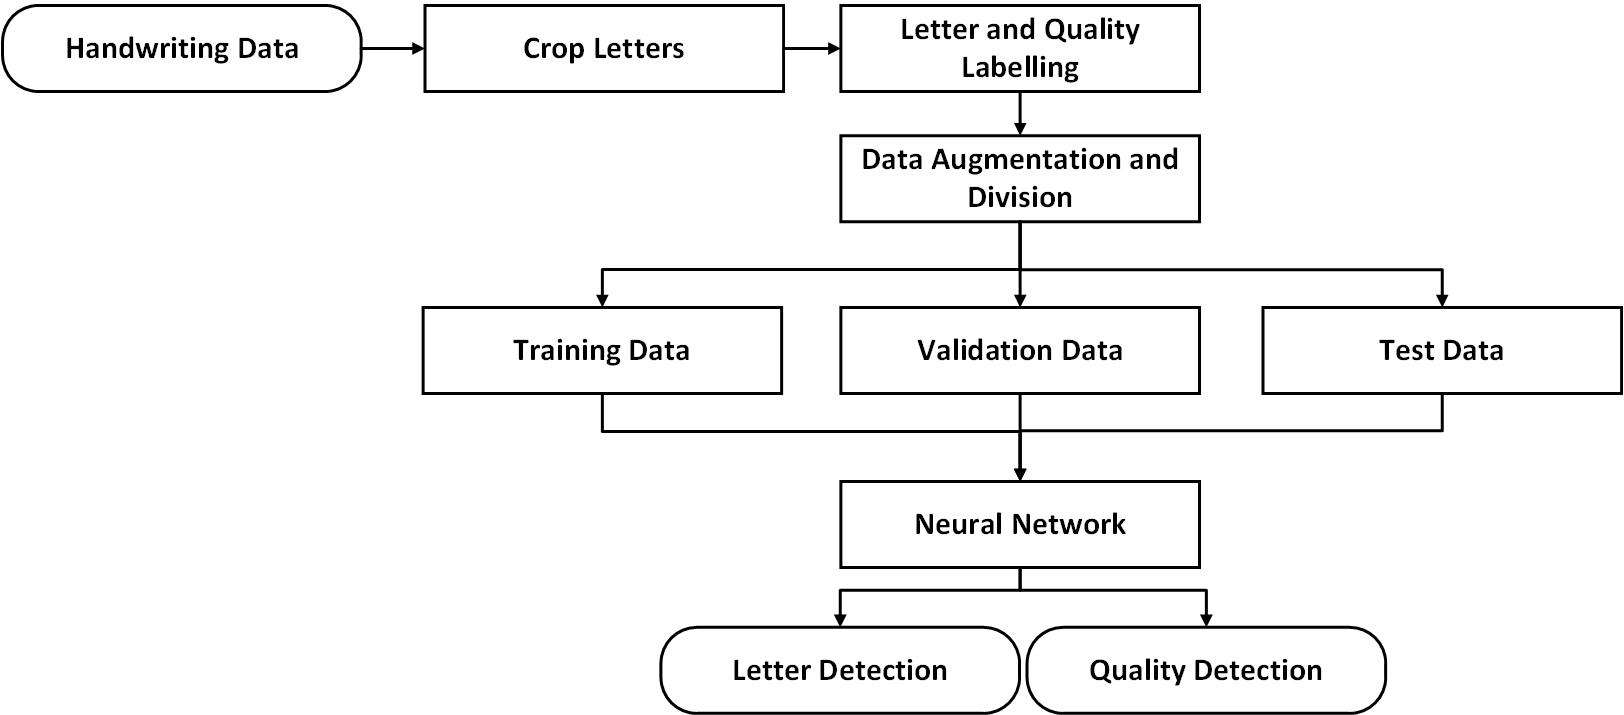 Handwriting Data
Crop Letters
Letter and Quality
Labelling
Data Augmentation and
Division
Training Data
Validation Data
Test Data
Neural Network
Letter Detection
Quality Detection